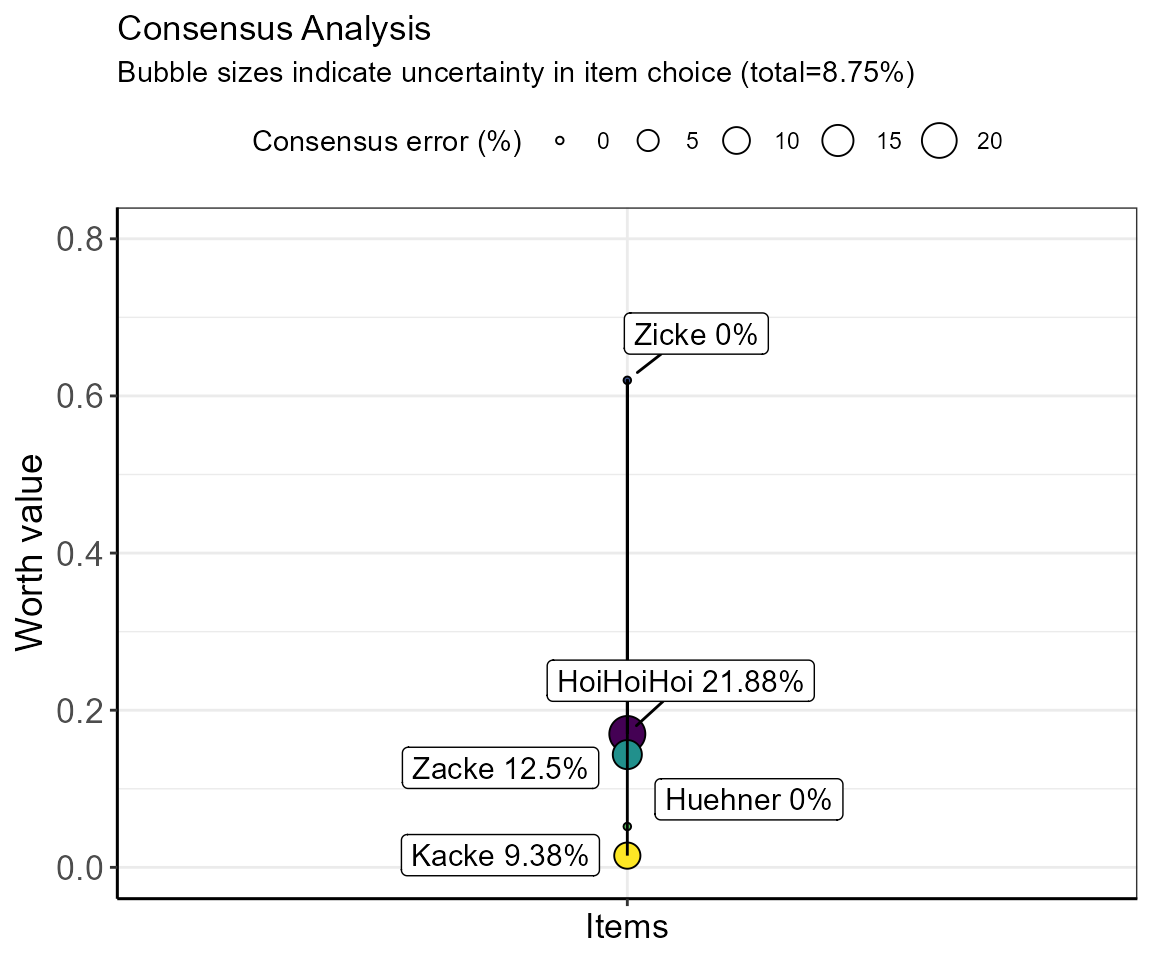 Consensus Analysis
Bubble sizes indicate uncertainty in item choice (total=8.75%)
Consensus error (%) 0 5 10 15 20
Worth value
0.8
0.6
0.4
0.2
0.0
Zicke 0%
HoiHoiHoi 21.88%
Zacke 12.5%
Huehner 0%
Kacke 9.38%
Items